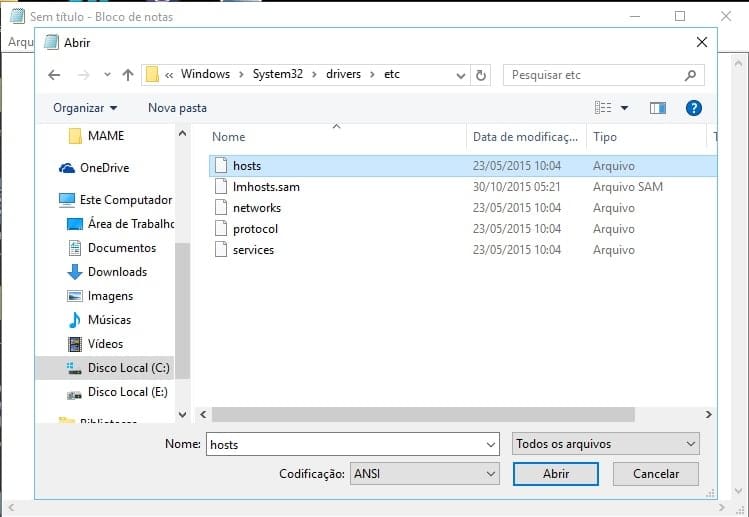 Sem título - Bloco de notas
Arqu
Abrir
« Windows > System32 > drivers > etc
Pesquisar etc
Organizar
Nova pasta
Nome
Data de modificaç...
Tipo
MAME
OneDrive
Este Computador
Área de Trabalho
Documentos
Downloads
Imagens
Músicas
Vídeos
Disco Local (C:)
Disco Local (E:)
Bibliotecas
hosts 23/05/2015 10:04 Arquivo
lmhosts.sam 30/10/2015 05:21 Arquivo SAM
networks 23/05/2015 10:04 Arquivo
protocol 23/05/2015 10:04 Arquivo
services 23/05/2015 10:04 Arquivo
Nome: hosts
Todos os arquivos
Codificação: ANSI
Abrir
Cancelar